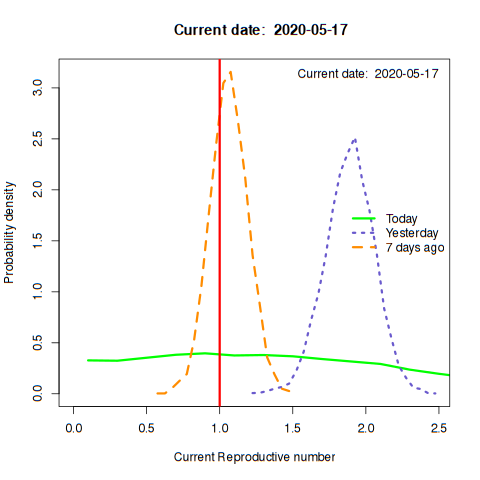 Current date:  2020-05-17
Current date:  2020-05-17
Probability density
3.0
2.5
2.0
1.5
1.0
0.5
0.0
Today
Yesterday
7 days ago
0.0 0.5 1.0 1.5 2.0 2.5
Current Reproductive number